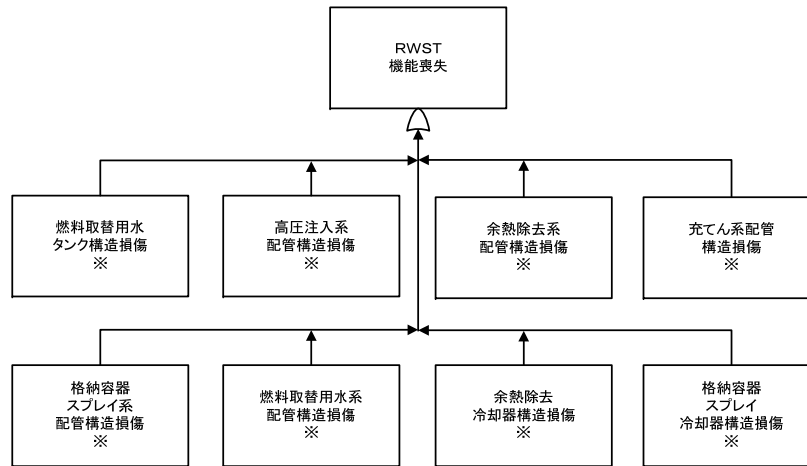 RWST
機能喪失
燃料取替用水
タンク構造損傷
※
高圧注入系
配管構造損傷
※
余熱除去系
配管構造損傷
※
充てん系配管
構造損傷
※
格納容器
スプレイ系
配管構造損傷
※
燃料取替用水系
配管構造損傷
※
余熱除去
冷却器構造損傷
※
格納容器
スプレイ
冷却器構造損傷
※